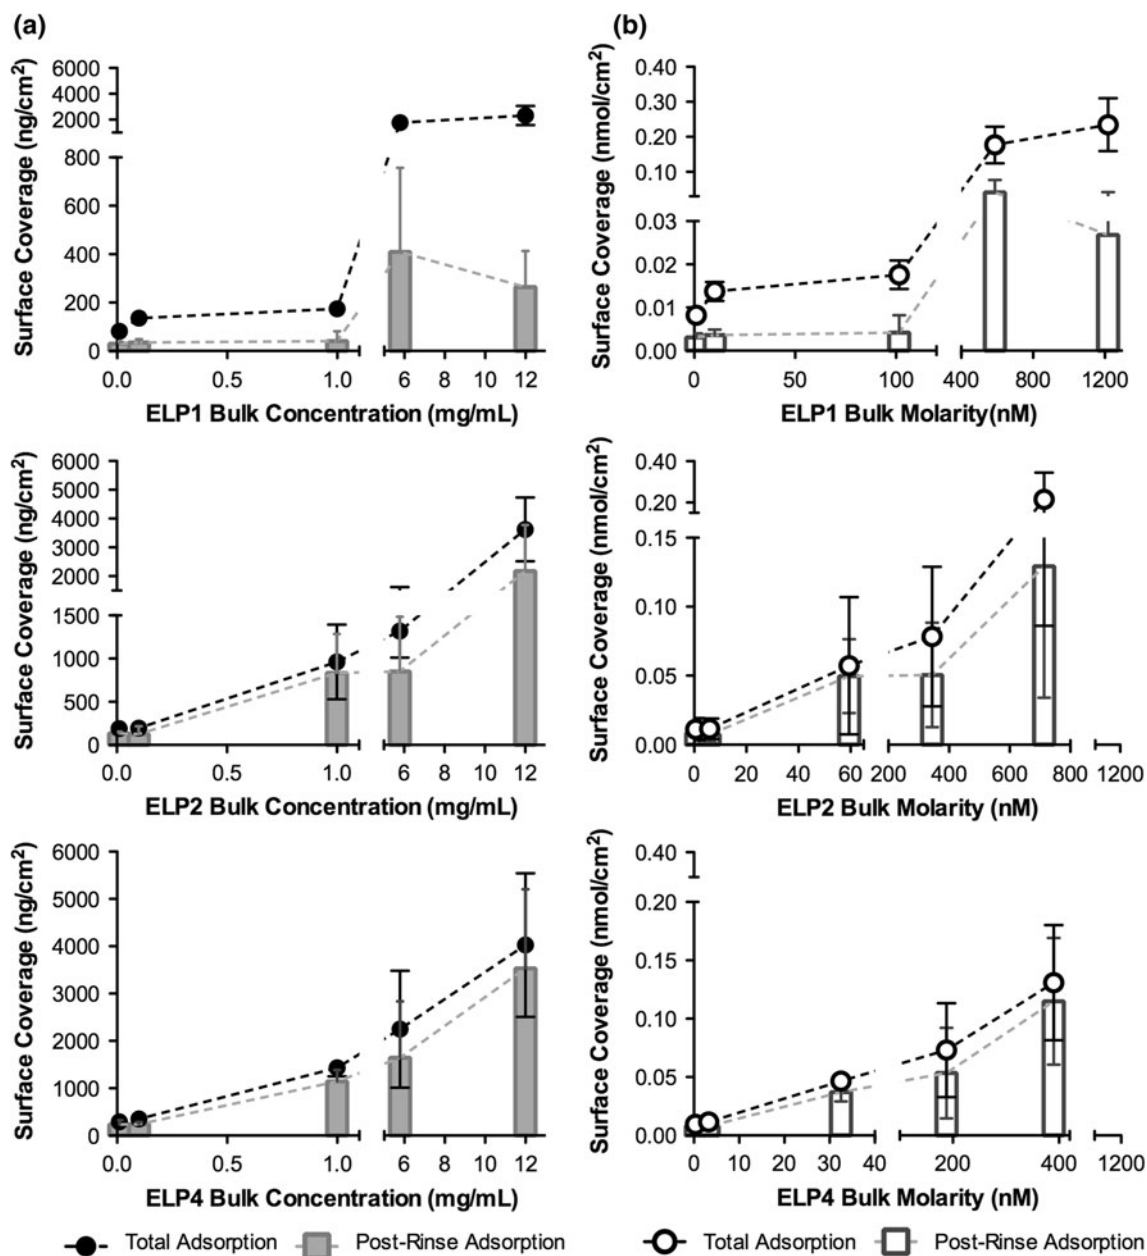 (a)
(b)
Surface Coverage (ng/cm²)
6000
4000
2000
800
600
400
200
0
0.0 0.5 1.0 6 8 10 12
ELP1 Bulk Concentration (mg/mL)
Surface Coverage (nmol/cm²)
0.40
0.30
0.20
0.10
0.03
0.02
0.01
0.00
0 50 100 400 800 1200
ELP1 Bulk Molarity(nM)
Surface Coverage (ng/cm²)
6000
5000
4000
3000
2000
1500
1000
500
0
0.0 0.5 1.0 6 8 10 12
ELP2 Bulk Concentration (mg/mL)
Surface Coverage (nmol/cm²)
0.40
0.20
0.15
0.10
0.05
0.00
0 20 40 60 200 400 600 800 1200
ELP2 Bulk Molarity (nM)
Surface Coverage (ng/cm²)
6000
5000
4000
3000
2000
1000
0
0.0 0.5 1.0 6 8 10 12
ELP4 Bulk Concentration (mg/mL)
Surface Coverage (nmol/cm²)
0.40
0.20
0.15
0.10
0.05
0.00
0 10 20 30 40 200 400 1200
ELP4 Bulk Molarity (nM)
Total Adsorption Post-Rinse Adsorption
Total Adsorption Post-Rinse Adsorption